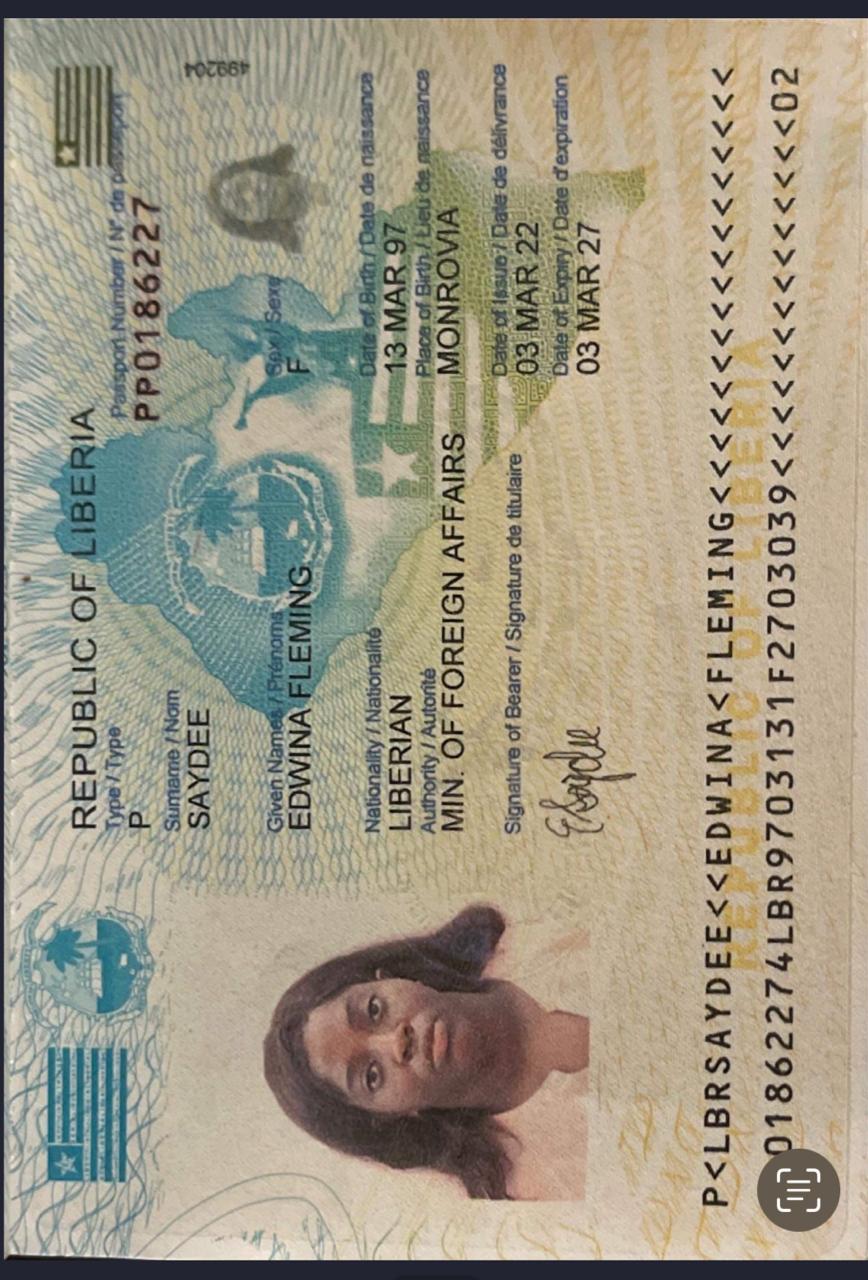 REPUBLIC OF LIBERIA
Type / Type
P
Passport Number / N° de passeport
PP0186227
499204
Surname / Nom
SAYDEE
Given Names / Prénoms
EDWINA FLEMING
Sex / Sexe
F
Nationality / Nationalité
LIBERIAN
Date of Birth / Date de naissance
13 MAR 97
Authority / Autorité
MIN. OF FOREIGN AFFAIRS
Place of Birth / Lieu de naissance
MONROVIA
Signature of Bearer / Signature de titulaire
ESaydee
Date of Issue / Date de délivrance
03 MAR 22
Date of Expiry / Date d'expiration
03 MAR 27
REPUBLIC OF LIBERIA
P<LBRSAYDEE<<EDWINA<FLEMING<<<<<<<<<<<<<<<<<
01862274LBR9703131F2703039<<<<<<<<<<<<<<02